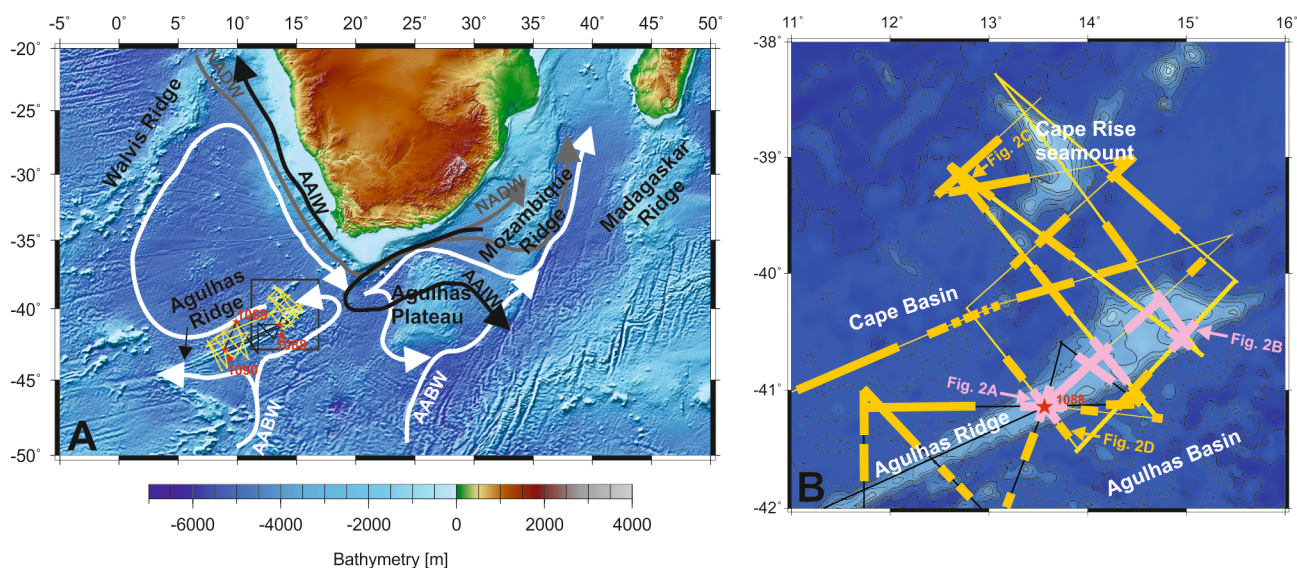 -5° 0° 5° 10° 15° 20° 25° 30° 35° 40° 45° 50°
-20°
-25°
-30°
-35°
-40°
-45°
-50°
NADW
Walvis Ridge
AAIW
NADW
Mozambique
Ridge
Madagaskar
Ridge
AAIW
Agulhas
Plateau
Agulhas
Ridge
1089
1088
1090
AABW
AABW
A
-6000 -4000 -2000 0 2000 4000
Bathymetry [m]
11° 12° 13° 14° 15° 16°
-38°
-39°
-40°
-41°
-42°
Fig. 2C
Cape Rise
seamount
Cape Basin
Fig. 2B
Fig. 2A
1088
Fig. 2D
Agulhas Ridge
Agulhas Basin
B